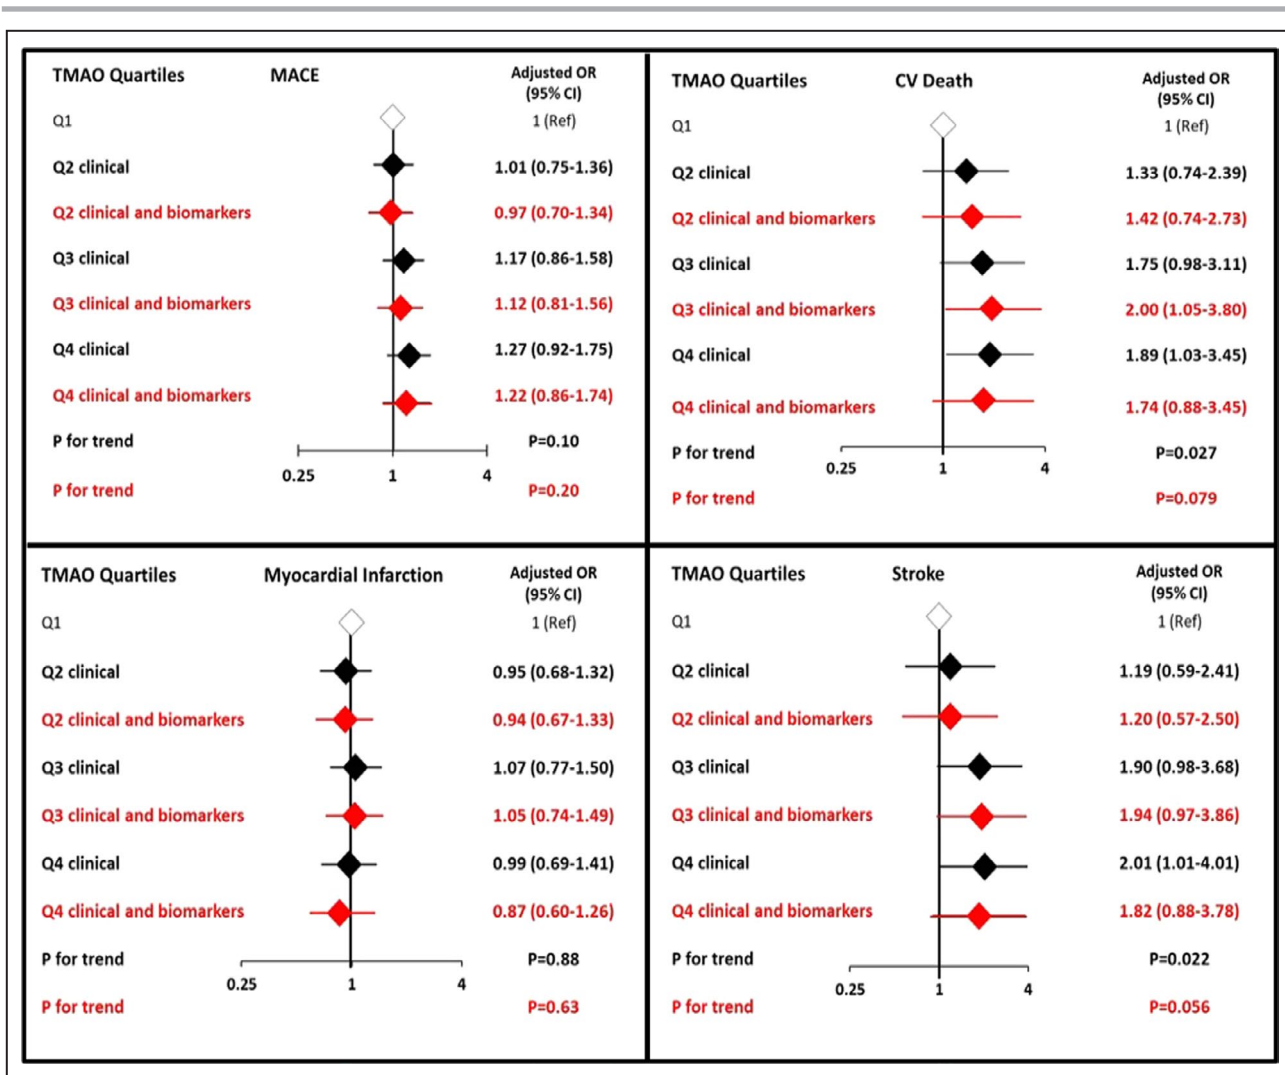 TMAO Quartiles MACE Adjusted OR
(95% CI)
Q1 1 (Ref)
Q2 clinical 1.01 (0.75-1.36)
Q2 clinical and biomarkers 0.97 (0.70-1.34)
Q3 clinical 1.17 (0.86-1.58)
Q3 clinical and biomarkers 1.12 (0.81-1.56)
Q4 clinical 1.27 (0.92-1.75)
Q4 clinical and biomarkers 1.22 (0.86-1.74)
P for trend P=0.10
0.25 1 4
P for trend P=0.20
TMAO Quartiles CV Death Adjusted OR
(95% CI)
Q1 1 (Ref)
Q2 clinical 1.33 (0.74-2.39)
Q2 clinical and biomarkers 1.42 (0.74-2.73)
Q3 clinical 1.75 (0.98-3.11)
Q3 clinical and biomarkers 2.00 (1.05-3.80)
Q4 clinical 1.89 (1.03-3.45)
Q4 clinical and biomarkers 1.74 (0.88-3.45)
P for trend P=0.027
0.25 1 4
P for trend P=0.079
TMAO Quartiles Myocardial Infarction Adjusted OR
(95% CI)
Q1 1 (Ref)
Q2 clinical 0.95 (0.68-1.32)
Q2 clinical and biomarkers 0.94 (0.67-1.33)
Q3 clinical 1.07 (0.77-1.50)
Q3 clinical and biomarkers 1.05 (0.74-1.49)
Q4 clinical 0.99 (0.69-1.41)
Q4 clinical and biomarkers 0.87 (0.60-1.26)
P for trend P=0.88
0.25 1 4
P for trend P=0.63
TMAO Quartiles Stroke Adjusted OR
(95% CI)
Q1 1 (Ref)
Q2 clinical 1.19 (0.59-2.41)
Q2 clinical and biomarkers 1.20 (0.57-2.50)
Q3 clinical 1.90 (0.98-3.68)
Q3 clinical and biomarkers 1.94 (0.97-3.86)
Q4 clinical 2.01 (1.01-4.01)
Q4 clinical and biomarkers 1.82 (0.88-3.78)
P for trend P=0.022
0.25 1 4
P for trend P=0.056